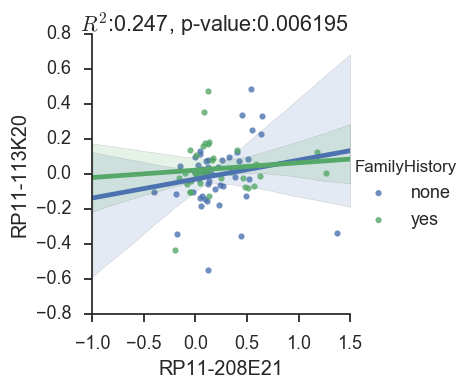 R²:0.247, p-value:0.006195
0.8
0.6
0.4
0.2
0.0
−0.2
−0.4
−0.6
−0.8
RP11-113K20
−1.0 −0.5 0.0 0.5 1.0 1.5
RP11-208E21
FamilyHistory
none
yes